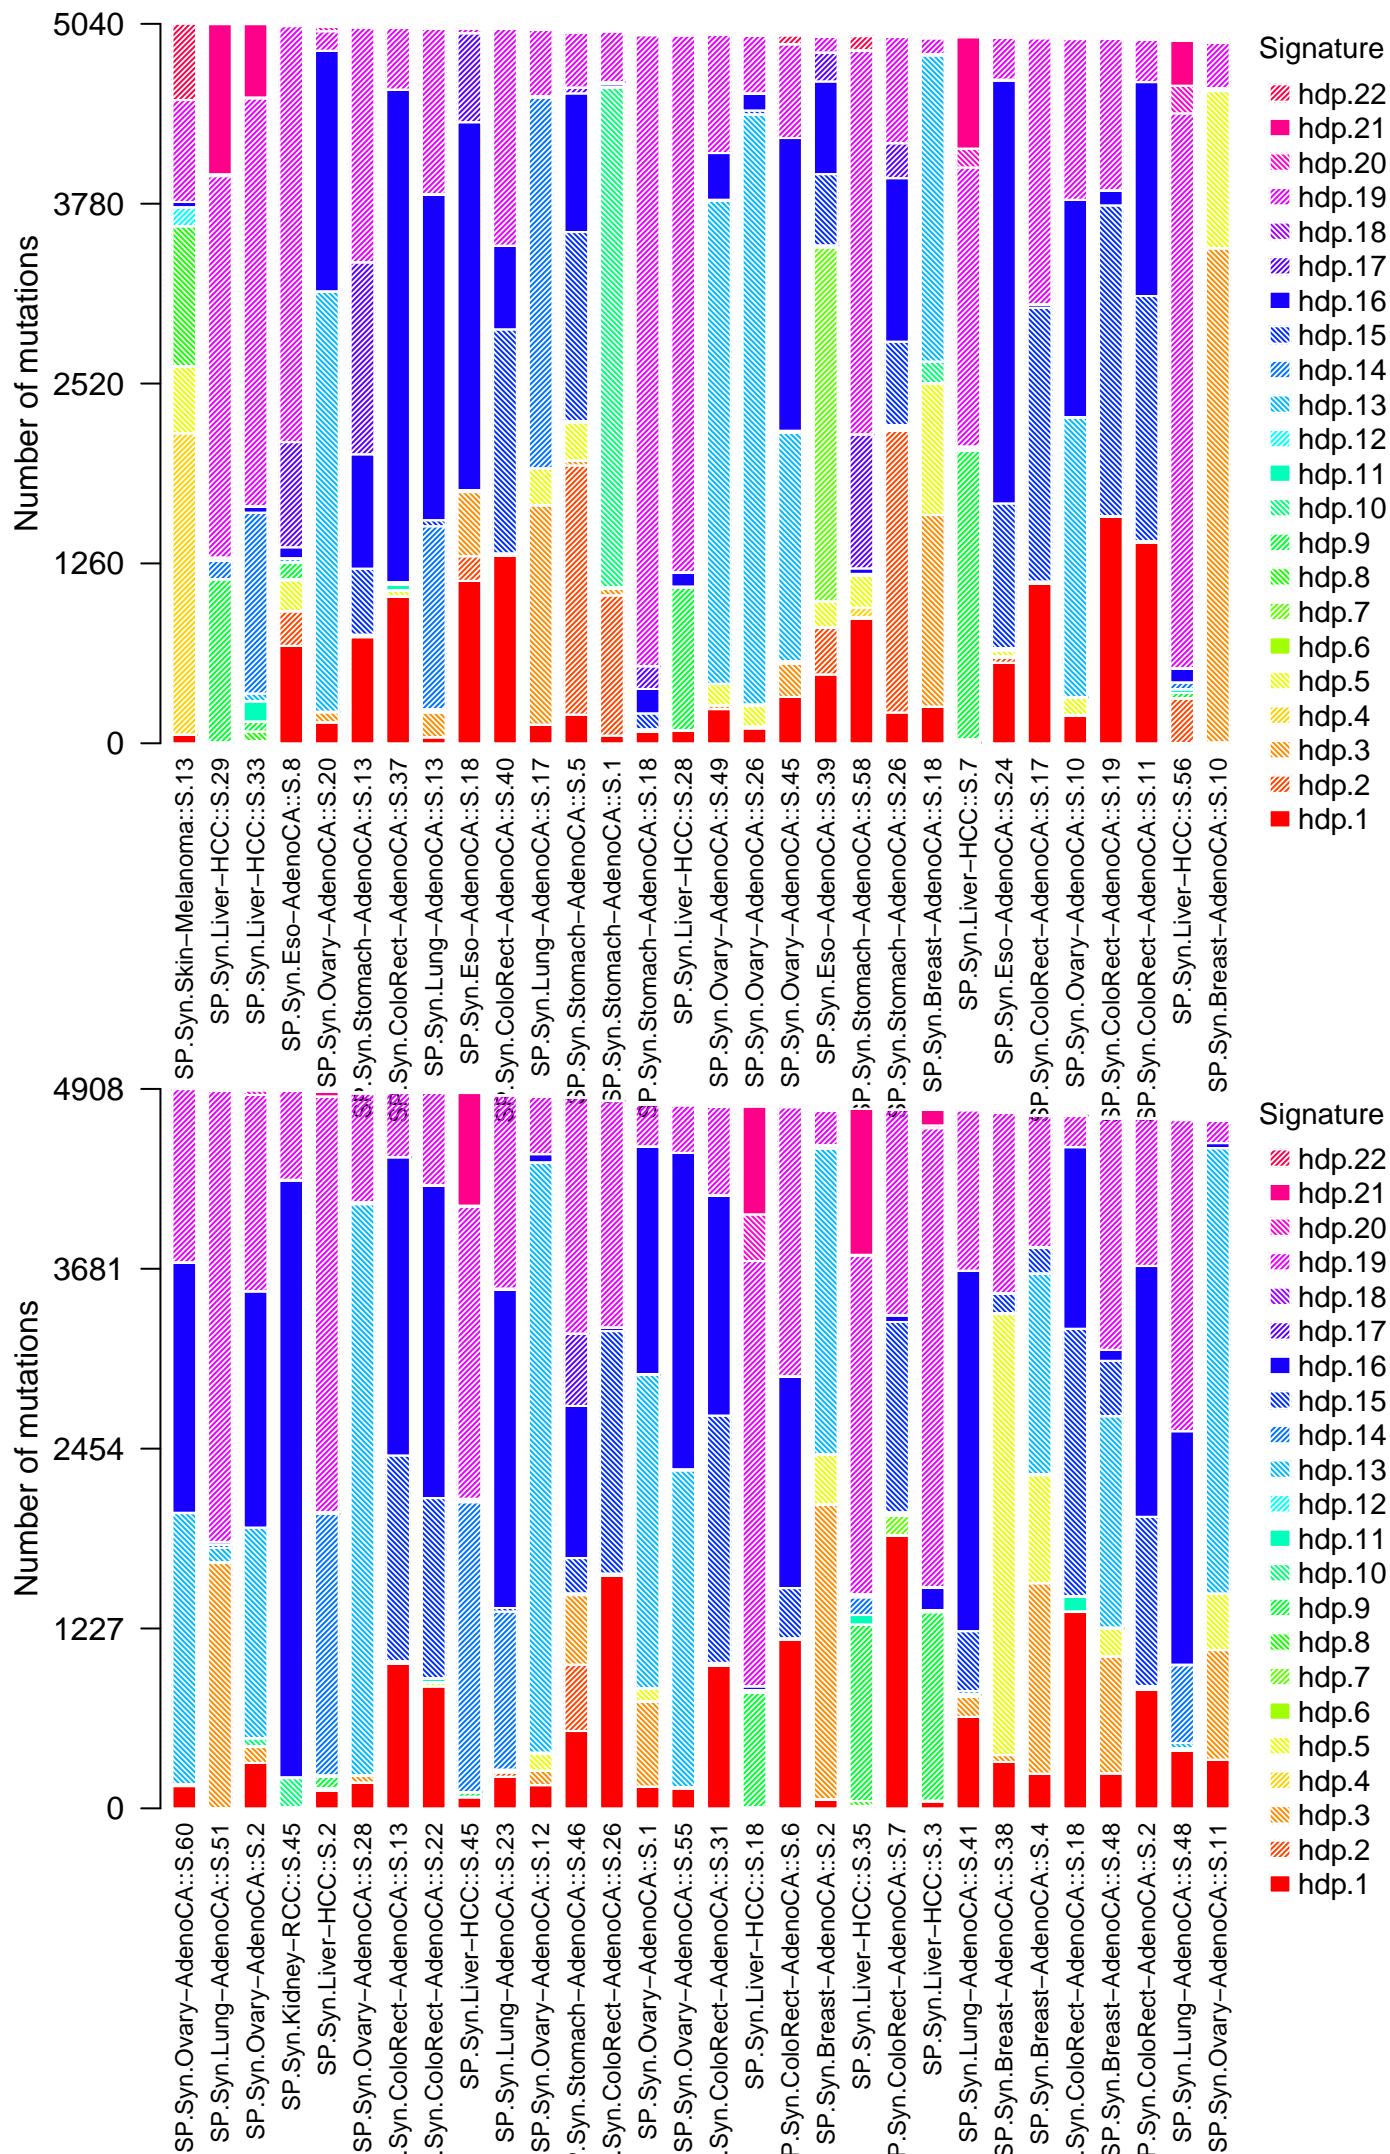 Number of mutations
5040
3780
2520
1260
0
SP.Syn.Skin−Melanoma::S.13
SP.Syn.Liver−HCC::S.29
SP.Syn.Liver−HCC::S.33
SP.Syn.Eso−AdenoCA::S.8
SP.Syn.Ovary−AdenoCA::S.20
SP.Syn.Stomach−AdenoCA::S.13
SP.Syn.ColoRect−AdenoCA::S.37
SP.Syn.Lung−AdenoCA::S.13
SP.Syn.Eso−AdenoCA::S.18
SP.Syn.ColoRect−AdenoCA::S.40
SP.Syn.Lung−AdenoCA::S.17
SP.Syn.Stomach−AdenoCA::S.5
SP.Syn.Stomach−AdenoCA::S.1
SP.Syn.Stomach−AdenoCA::S.18
SP.Syn.Liver−HCC::S.28
SP.Syn.Ovary−AdenoCA::S.49
SP.Syn.Ovary−AdenoCA::S.26
SP.Syn.Ovary−AdenoCA::S.45
SP.Syn.Eso−AdenoCA::S.39
SP.Syn.Stomach−AdenoCA::S.58
SP.Syn.Stomach−AdenoCA::S.26
SP.Syn.Breast−AdenoCA::S.18
SP.Syn.Liver−HCC::S.7
SP.Syn.Eso−AdenoCA::S.24
SP.Syn.ColoRect−AdenoCA::S.17
SP.Syn.Ovary−AdenoCA::S.10
SP.Syn.ColoRect−AdenoCA::S.19
SP.Syn.ColoRect−AdenoCA::S.11
SP.Syn.Liver−HCC::S.56
SP.Syn.Breast−AdenoCA::S.10
Signature
hdp.22
hdp.21
hdp.20
hdp.19
hdp.18
hdp.17
hdp.16
hdp.15
hdp.14
hdp.13
hdp.12
hdp.11
hdp.10
hdp.9
hdp.8
hdp.7
hdp.6
hdp.5
hdp.4
hdp.3
hdp.2
hdp.1
Number of mutations
4908
3681
2454
1227
0
SP.Syn.Ovary−AdenoCA::S.60
SP.Syn.Lung−AdenoCA::S.51
SP.Syn.Ovary−AdenoCA::S.2
SP.Syn.Kidney−RCC::S.45
SP.Syn.Liver−HCC::S.2
SP.Syn.Ovary−AdenoCA::S.28
.Syn.ColoRect−AdenoCA::S.13
.Syn.ColoRect−AdenoCA::S.22
SP.Syn.Liver−HCC::S.45
SP.Syn.Lung−AdenoCA::S.23
SP.Syn.Ovary−AdenoCA::S.12
.Syn.Stomach−AdenoCA::S.46
.Syn.ColoRect−AdenoCA::S.26
SP.Syn.Ovary−AdenoCA::S.1
SP.Syn.Ovary−AdenoCA::S.55
.Syn.ColoRect−AdenoCA::S.31
SP.Syn.Liver−HCC::S.18
P.Syn.ColoRect−AdenoCA::S.6
SP.Syn.Breast−AdenoCA::S.2
SP.Syn.Liver−HCC::S.35
P.Syn.ColoRect−AdenoCA::S.7
SP.Syn.Liver−HCC::S.3
SP.Syn.Lung−AdenoCA::S.41
SP.Syn.Breast−AdenoCA::S.38
SP.Syn.Breast−AdenoCA::S.4
.Syn.ColoRect−AdenoCA::S.18
SP.Syn.Breast−AdenoCA::S.48
P.Syn.ColoRect−AdenoCA::S.2
SP.Syn.Lung−AdenoCA::S.48
SP.Syn.Ovary−AdenoCA::S.11
Signature
hdp.22
hdp.21
hdp.20
hdp.19
hdp.18
hdp.17
hdp.16
hdp.15
hdp.14
hdp.13
hdp.12
hdp.11
hdp.10
hdp.9
hdp.8
hdp.7
hdp.6
hdp.5
hdp.4
hdp.3
hdp.2
hdp.1